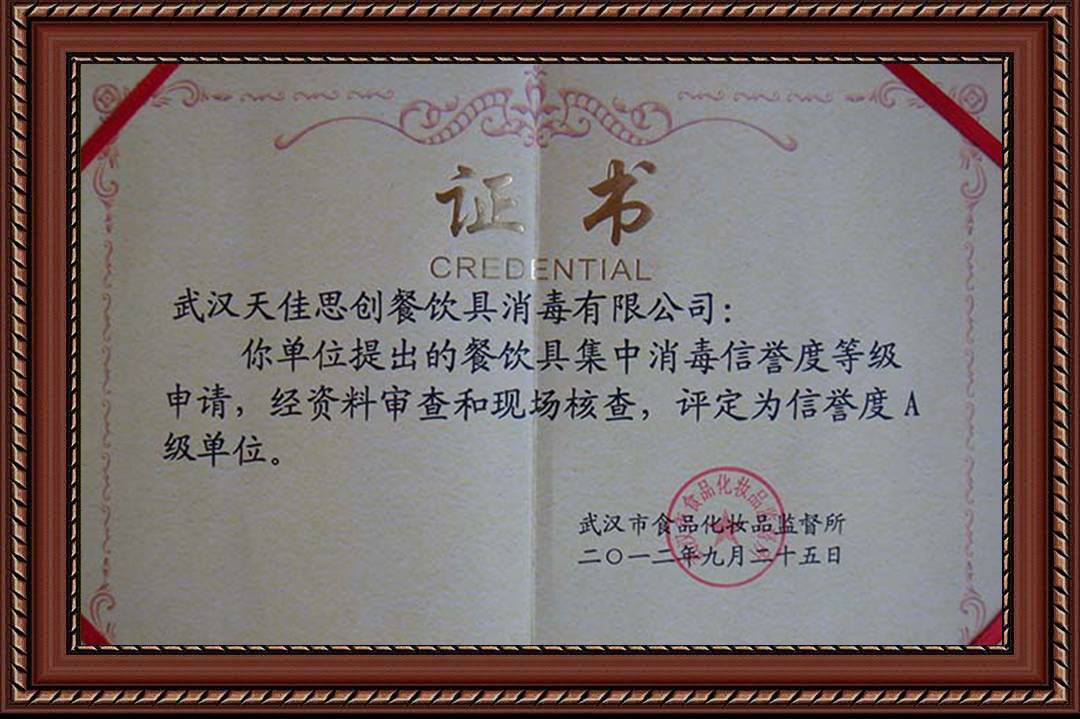 证书
CREDENTIAL
武汉天佳思创餐饮具消毒有限公司：
你单位提出的餐饮具集中消毒信誉度等级
申请，经资料审查和现场核查，评定为信誉度 A
级单位。
武汉市食品化妆品监督所
二〇一二年九月二十五日